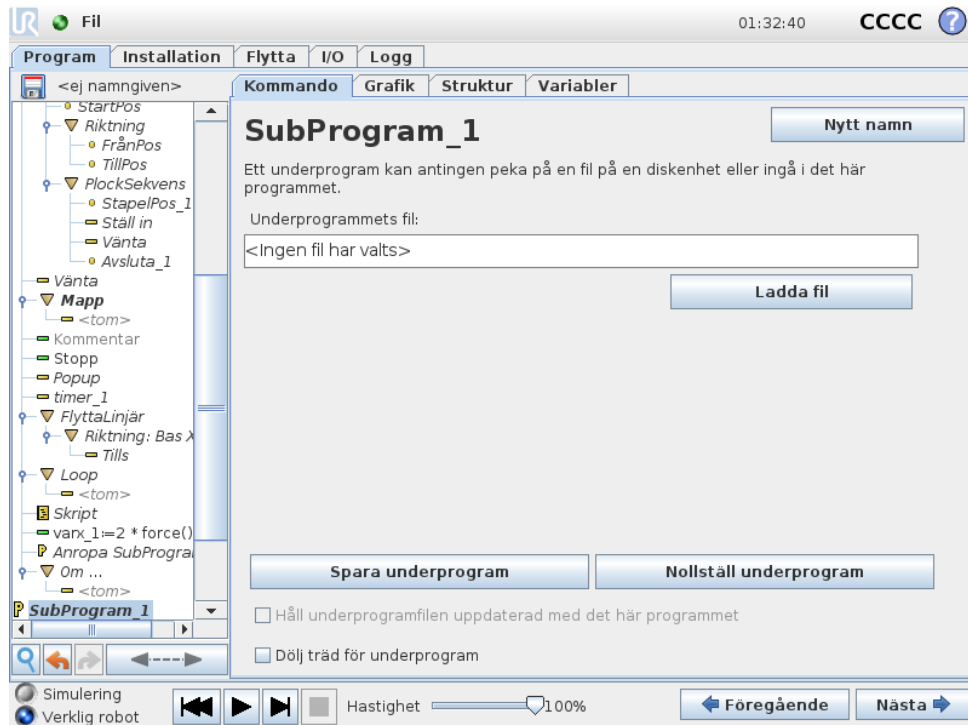 UR Fil 01:32:40 CCCC ?
Program Installation Flytta I/O Logg
<ej namngiven>
Kommando Grafik Struktur Variabler
StartPos
Riktning
FrånPos
TillPos
PlockSekvens
StapelPos_1
Ställ in
Vänta
Avsluta_1
Vänta
Mapp
<tom>
Kommentar
Stopp
Popup
timer_1
FlyttaLinjär
Riktning: Bas X
Tills
Loop
<tom>
Skript
varx_1:=2 * force()
Anropa SubProgra
Om ...
<tom>
SubProgram_1
SubProgram_1
Nytt namn
Ett underprogram kan antingen peka på en fil på en diskenhet eller ingå i det här
programmet.
Underprogrammets fil:
<Ingen fil har valts>
Ladda fil
Spara underprogram Nollställ underprogram
Håll underprogramfilen uppdaterad med det här programmet
Dölj träd för underprogram
Simulering
Verklig robot
Hastighet 100%
Föregående Nästa